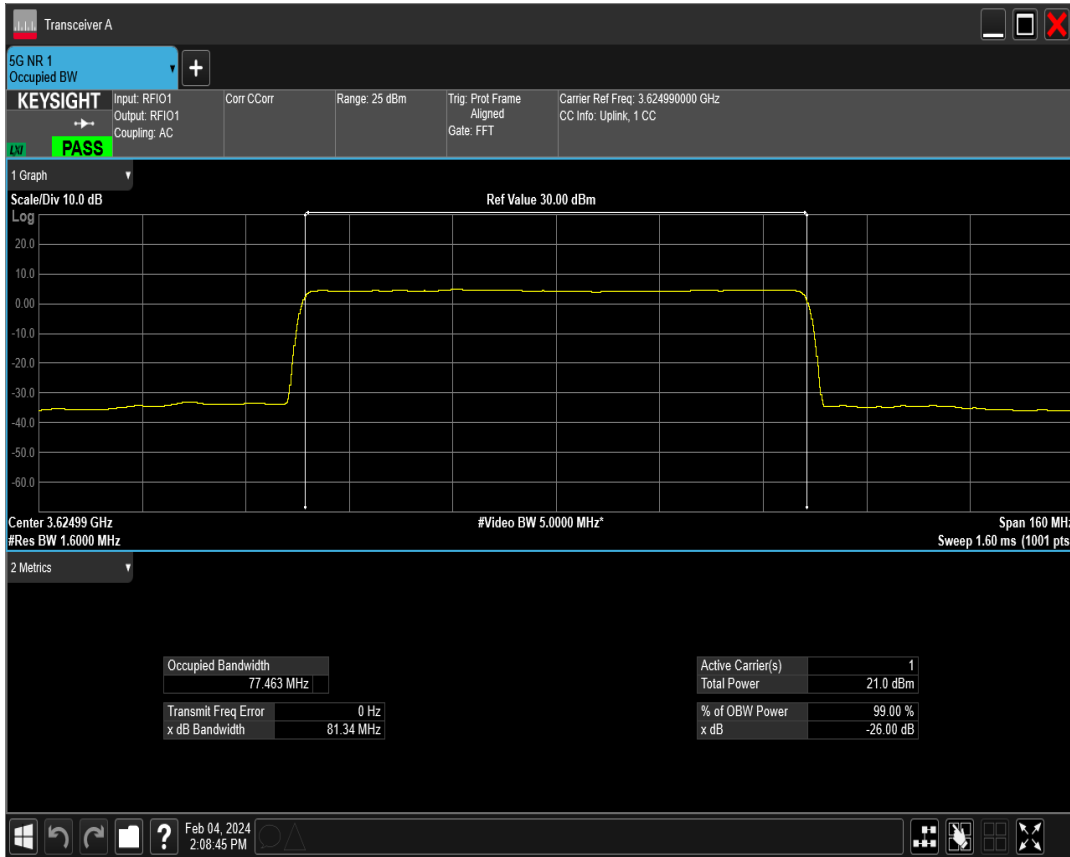 Transceiver A
5G NR 1
Occupied BW
KEYSIGHT
LXI
PASS
Input: RFIO1
Output: RFIO1
Coupling: AC
Corr CCorr
Range: 25 dBm
Trig: Prot Frame
Aligned
Gate: FFT
Carrier Ref Freq: 3.624990000 GHz
CC Info: Uplink, 1 CC
1 Graph
Scale/Div 10.0 dB
Ref Value 30.00 dBm
Log
20.0
10.0
0.00
-10.0
-20.0
-30.0
-40.0
-50.0
-60.0
Center 3.62499 GHz
#Video BW 5.0000 MHz*
Span 160 MHz
#Res BW 1.6000 MHz
Sweep 1.60 ms (1001 pts
2 Metrics
Occupied Bandwidth
77.463 MHz
Transmit Freq Error 0 Hz
x dB Bandwidth 81.34 MHz
Active Carrier(s) 1
Total Power 21.0 dBm
% of OBW Power 99.00 %
x dB -26.00 dB
?
Feb 04, 2024
2:08:45 PM